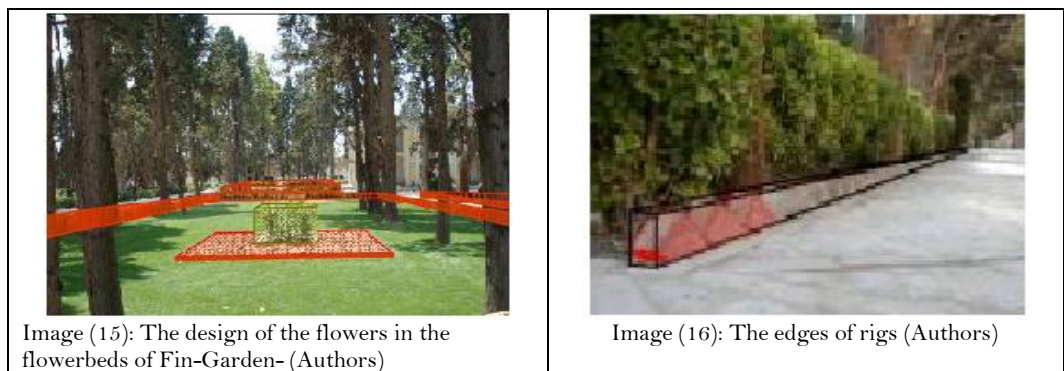 Image (15): The design of the flowers in the
flowerbeds of Fin-Garden- (Authors)
Image (16): The edges of rigs (Authors)